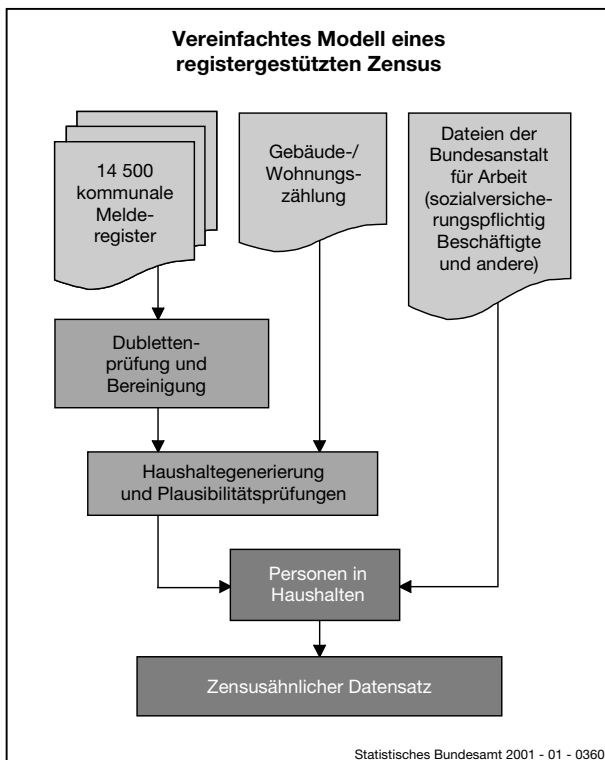 Vereinfachtes Modell eines
registergestützten Zensus
14 500
kommunale
Melde-
register
Gebäude-/
Wohnungs-
zählung
Dateien der
Bundesanstalt
für Arbeit
(sozialversiche-
rungspflichtig
Beschäftigte
und andere)
Dubletten-
prüfung und
Bereinigung
Haushaltegenerierung
und Plausibilitätsprüfungen
Personen in
Haushalten
Zensusähnlicher Datensatz
Statistisches Bundesamt 2001 - 01 - 0360